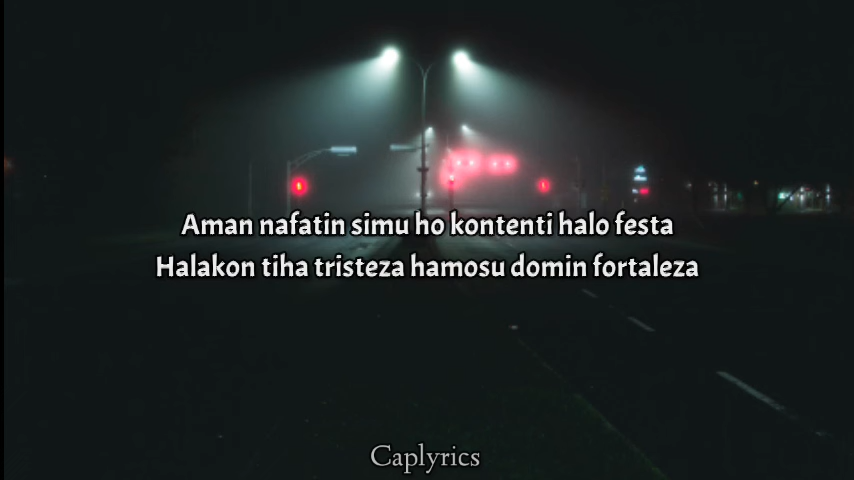 Aman nafatin simu ho kontenti halo festa
Halakon tiha tristeza hamosu domin fortaleza
Caplyrics